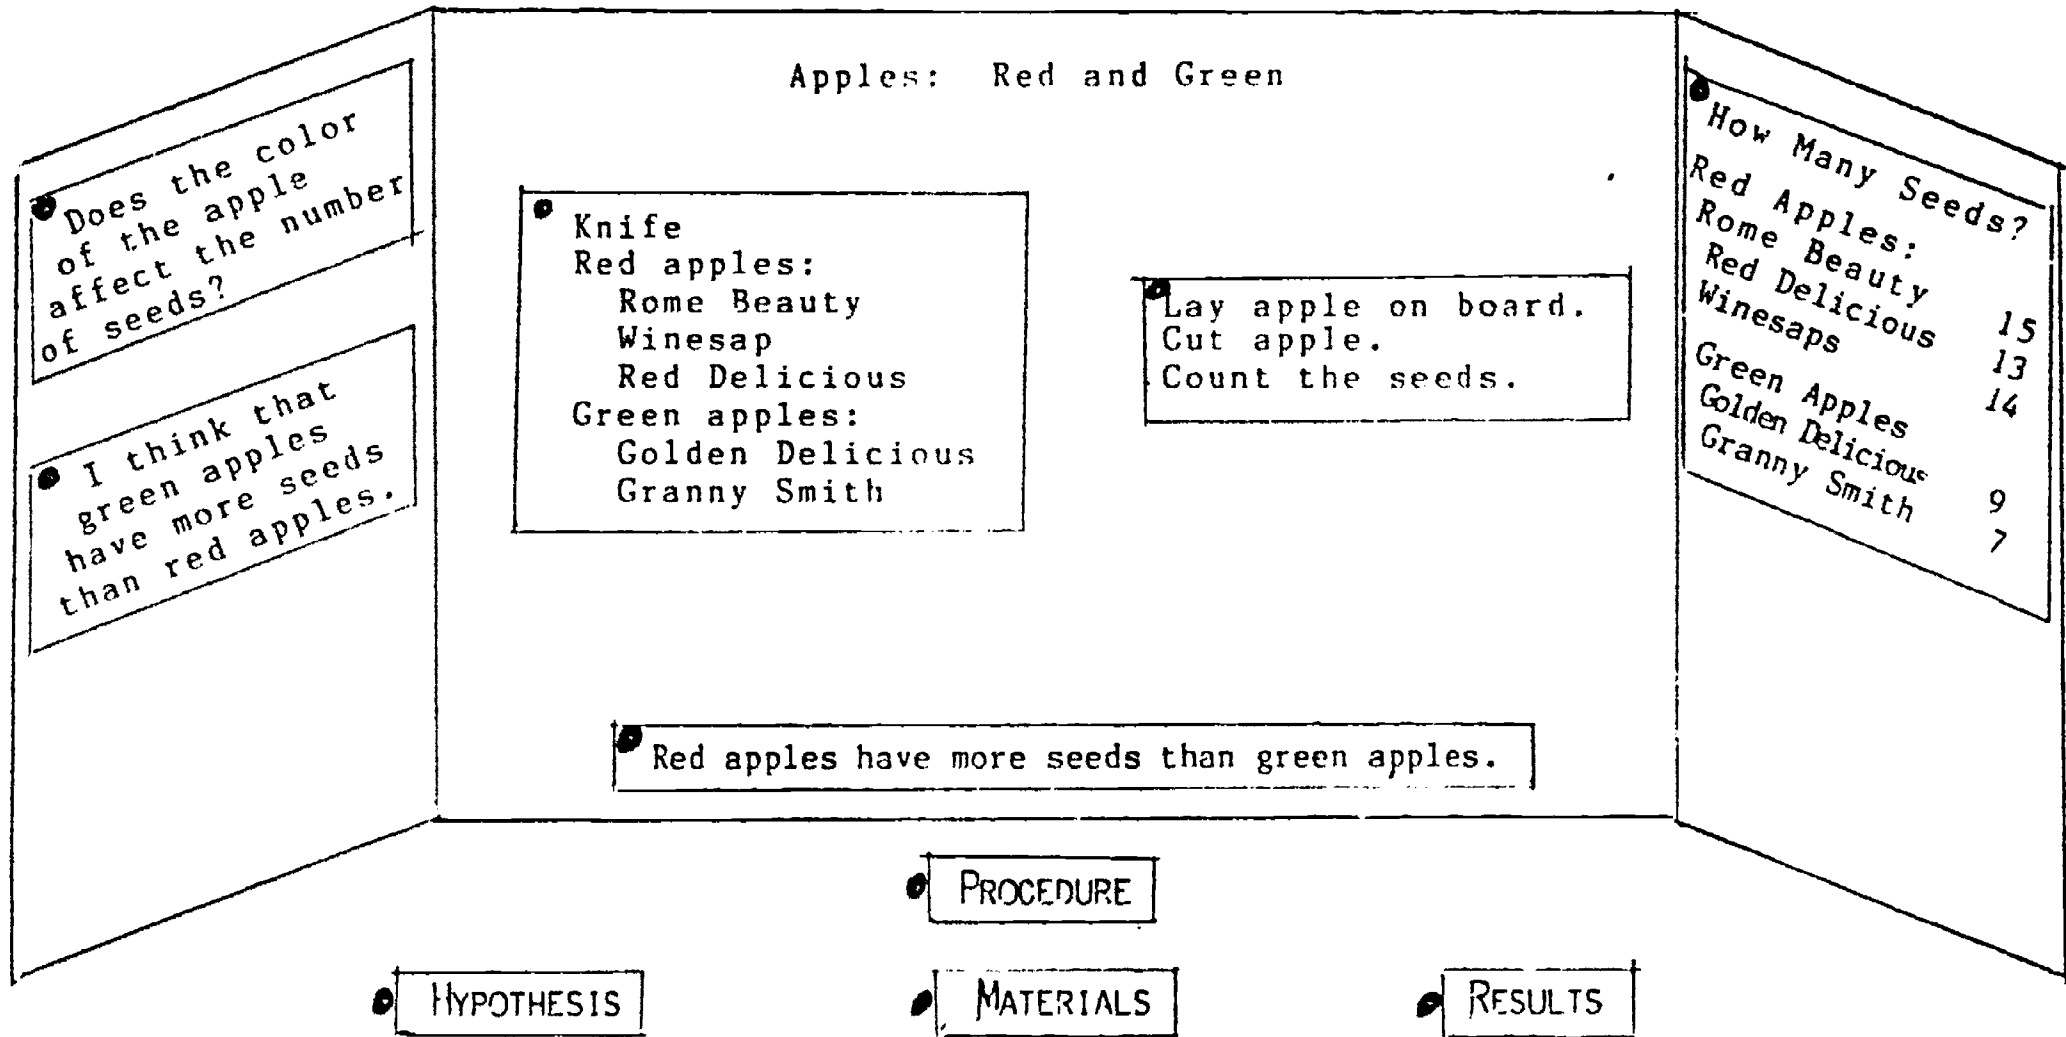 Apples: Red and Green
Does the color
of the apple
affect the number
of seeds?
I think that
green apples
have more seeds
than red apples.
Knife
Red apples:
Rome Beauty
Winesap
Red Delicious
Green apples:
Golden Delicious
Granny Smith
Lay apple on board.
Cut apple.
Count the seeds.
Red apples have more seeds than green apples.
How Many Seeds?
Red Apples:
Rome Beauty 15
Red Delicious 13
Winesaps 14
Green Apples
Golden Delicious 9
Granny Smith 7
PROCEDURE
HYPOTHESIS
MATERIALS
RESULTS